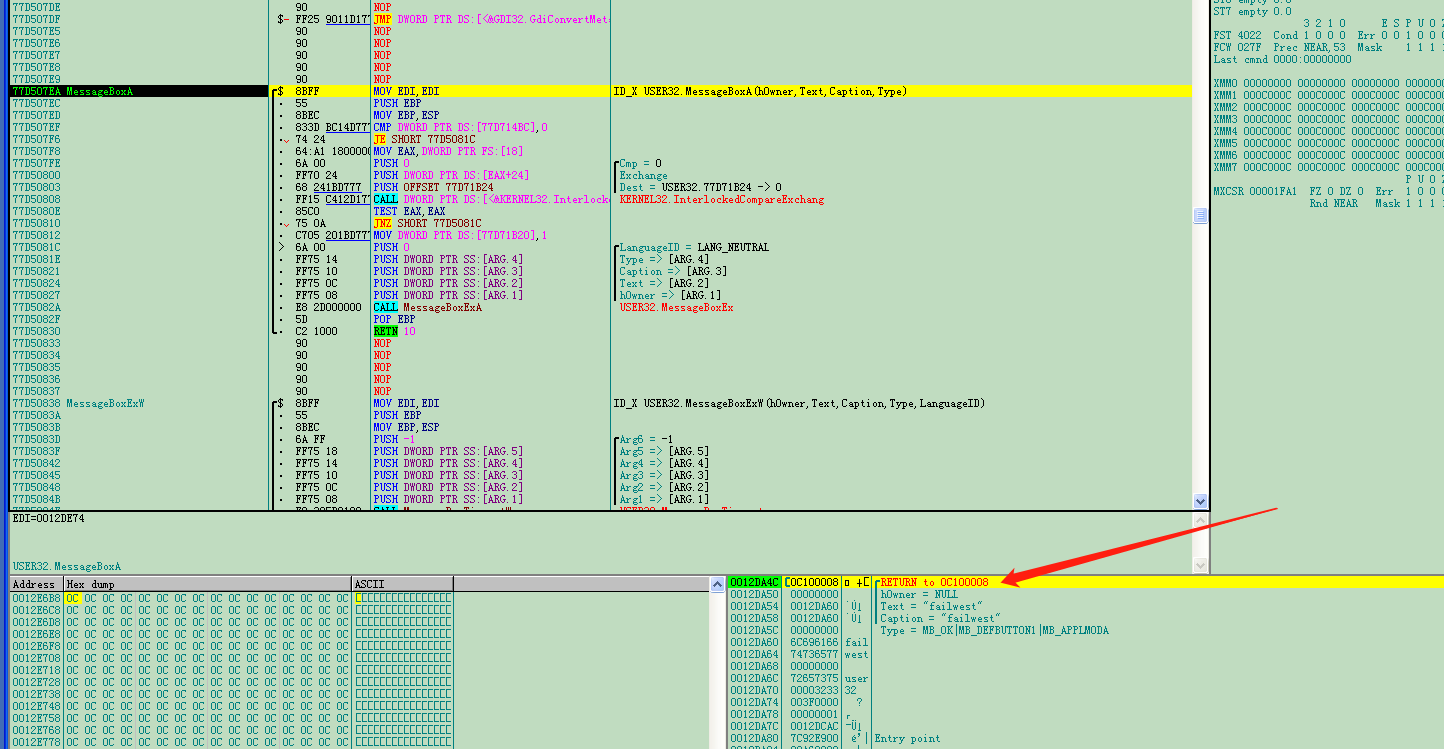 77D507DE 90 NOP
77D507DF $- FF25 9011D177 JMP DWORD PTR DS:[<&GDI32.GdiConvertMet
77D507E5 90 NOP
77D507E6 90 NOP
77D507E7 90 NOP
77D507E8 90 NOP
77D507E9 90 NOP
77D507EA MessageBoxA $ 8BFF MOV EDI,EDI ID_X USER32.MessageBoxA(hOwner,Text,Caption,Type)
77D507EC . 55 PUSH EBP
77D507ED . 8BEC MOV EBP,ESP
77D507EF . 833D BC14D77 CMP DWORD PTR DS:[77D714BC],0
77D507F6 . 74 24 JE SHORT 77D5081C
77D507F8 . 64:A1 1800000 MOV EAX,DWORD PTR FS:[18]
77D507FE . 6A 00 PUSH 0 Cmp = 0
77D50800 . FF70 24 PUSH DWORD PTR DS:[EAX+24] Exchange
77D50803 . 68 241BD777 PUSH OFFSET 77D71B24 Dest = USER32.77D71B24 -> 0
77D50808 . FF15 C412D17 CALL DWORD PTR DS:[<&KERNEL32.Interlock KERNEL32.InterlockedCompareExchang
77D5080E . 85C0 TEST EAX,EAX
77D50810 . 75 0A JNZ SHORT 77D5081C
77D50812 . C705 201BD77 MOV DWORD PTR DS:[77D71B20],1
77D5081C > 6A 00 PUSH 0 LanguageID = LANG_NEUTRAL
77D5081E . FF75 14 PUSH DWORD PTR SS:[ARG.4] Type => [ARG.4]
77D50821 . FF75 10 PUSH DWORD PTR SS:[ARG.3] Caption => [ARG.3]
77D50824 . FF75 0C PUSH DWORD PTR SS:[ARG.2] Text => [ARG.2]
77D50827 . FF75 08 PUSH DWORD PTR SS:[ARG.1] hOwner => [ARG.1]
77D5082A . E8 2D000000 CALL MessageBoxExA USER32.MessageBoxEx
77D5082F . 5D POP EBP
77D50830 . C2 1000 RETN 10
77D50833 90 NOP
77D50834 90 NOP
77D50835 90 NOP
77D50836 90 NOP
77D50837 90 NOP
77D50838 MessageBoxExW $ 8BFF MOV EDI,EDI ID_X USER32.MessageBoxExW(hOwner,Text,Caption,Type,LanguageID)
77D5083A . 55 PUSH EBP
77D5083B . 8BEC MOV EBP,ESP
77D5083D . 6A FF PUSH -1 Arg6 = -1
77D5083F . FF75 18 PUSH DWORD PTR SS:[ARG.5] Arg5 => [ARG.5]
77D50842 . FF75 14 PUSH DWORD PTR SS:[ARG.4] Arg4 => [ARG.4]
77D50845 . FF75 10 PUSH DWORD PTR SS:[ARG.3] Arg3 => [ARG.3]
77D50848 . FF75 0C PUSH DWORD PTR SS:[ARG.2] Arg2 => [ARG.2]
77D5084B . FF75 08 PUSH DWORD PTR SS:[ARG.1] Arg1 => [ARG.1]
ST7 empty 0.0
3 2 1 0 E S P U O Z
FST 4022 Cond 1 0 0 0 Err 0 0 1 0 0 0
FCW 027F Prec NEAR,53 Mask 1 1 1 1
Last cmnd 0000:00000000
XMM0 00000000 00000000 00000000 000000
XMM1 000C000C 000C000C 000C000C 000C00
XMM2 000C000C 000C000C 000C000C 000C00
XMM3 000C000C 000C000C 000C000C 000C00
XMM4 000C000C 000C000C 000C000C 000C00
XMM5 000C000C 000C000C 000C000C 000C00
XMM6 000C000C 000C000C 000C000C 000C00
XMM7 000C000C 000C000C 000C000C 000C00
P U O Z
MXCSR 00001FA1 FZ 0 DZ 0 Err 1 0 0 0
Rnd NEAR Mask 1 1 1 1
EDI=0012DE74
USER32.MessageBoxA
Address Hex dump ASCII
0012E6B8 0C 0C 0C 0C 0C 0C 0C 0C 0C 0C 0C 0C 0C 0C 0C 0C
0012E6C8 0C 0C 0C 0C 0C 0C 0C 0C 0C 0C 0C 0C 0C 0C 0C 0C
0012E6D8 0C 0C 0C 0C 0C 0C 0C 0C 0C 0C 0C 0C 0C 0C 0C 0C
0012E6E8 0C 0C 0C 0C 0C 0C 0C 0C 0C 0C 0C 0C 0C 0C 0C 0C
0012E6F8 0C 0C 0C 0C 0C 0C 0C 0C 0C 0C 0C 0C 0C 0C 0C 0C
0012E708 0C 0C 0C 0C 0C 0C 0C 0C 0C 0C 0C 0C 0C 0C 0C 0C
0012E718 0C 0C 0C 0C 0C 0C 0C 0C 0C 0C 0C 0C 0C 0C 0C 0C
0012E728 0C 0C 0C 0C 0C 0C 0C 0C 0C 0C 0C 0C 0C 0C 0C 0C
0012E738 0C 0C 0C 0C 0C 0C 0C 0C 0C 0C 0C 0C 0C 0C 0C 0C
0012E748 0C 0C 0C 0C 0C 0C 0C 0C 0C 0C 0C 0C 0C 0C 0C 0C
0012E758 0C 0C 0C 0C 0C 0C 0C 0C 0C 0C 0C 0C 0C 0C 0C 0C
0012E768 0C 0C 0C 0C 0C 0C 0C 0C 0C 0C 0C 0C 0C 0C 0C 0C
0012E778 0C 0C 0C 0C 0C 0C 0C 0C 0C 0C 0C 0C 0C 0C 0C 0C
0012DA4C 0C100008 RETURN to 0C100008
0012DA50 00000000 hOwner = NULL
0012DA54 0012DA60 Text = "failwest"
0012DA58 0012DA60 Caption = "failwest"
0012DA5C 00000000 Type = MB_OK|MB_DEFBUTTON1|MB_APPLMODA
0012DA60 6C696166 fail
0012DA64 74736577 west
0012DA68 00000000
0012DA6C 72657375 user
0012DA70 00003233 32
0012DA74 003F0000 ?
0012DA78 00000001
0012DA7C 0012DCAC
0012DA80 7C92E900 Entry point